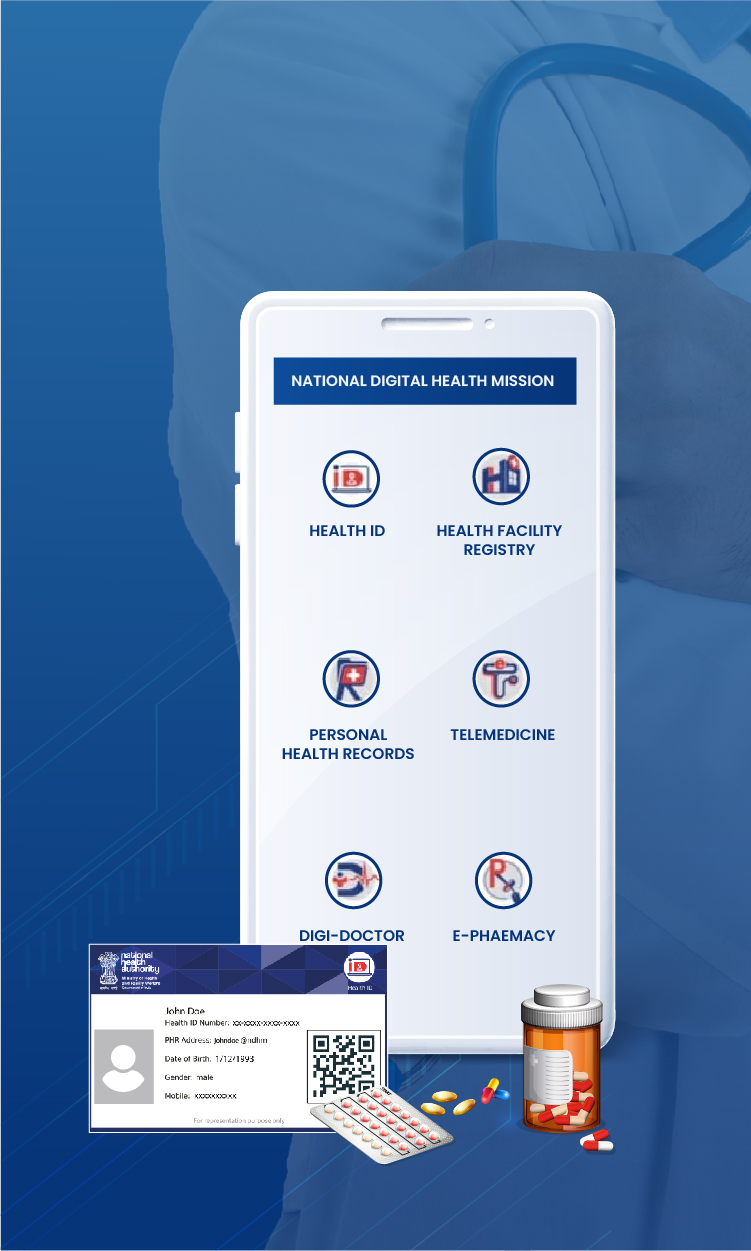 NATIONAL DIGITAL HEALTH MISSION
HEALTH ID
HEALTH FACILITY
REGISTRY
PERSONAL
HEALTH RECORDS
TELEMEDICINE
DIGI-DOCTOR
E-PHAEMACY
national
health
authority
Ministry of Health
and Family Welfare
Government of India
Health ID
John Doe
Health ID Number: xx-xxxx-xxxx-xxxx
PHR Address: Johndoe @ndhm
Date of Birth: 1/12/1993
Gender: male
Mobile: xxxxxxxxxx
For representation purpose only